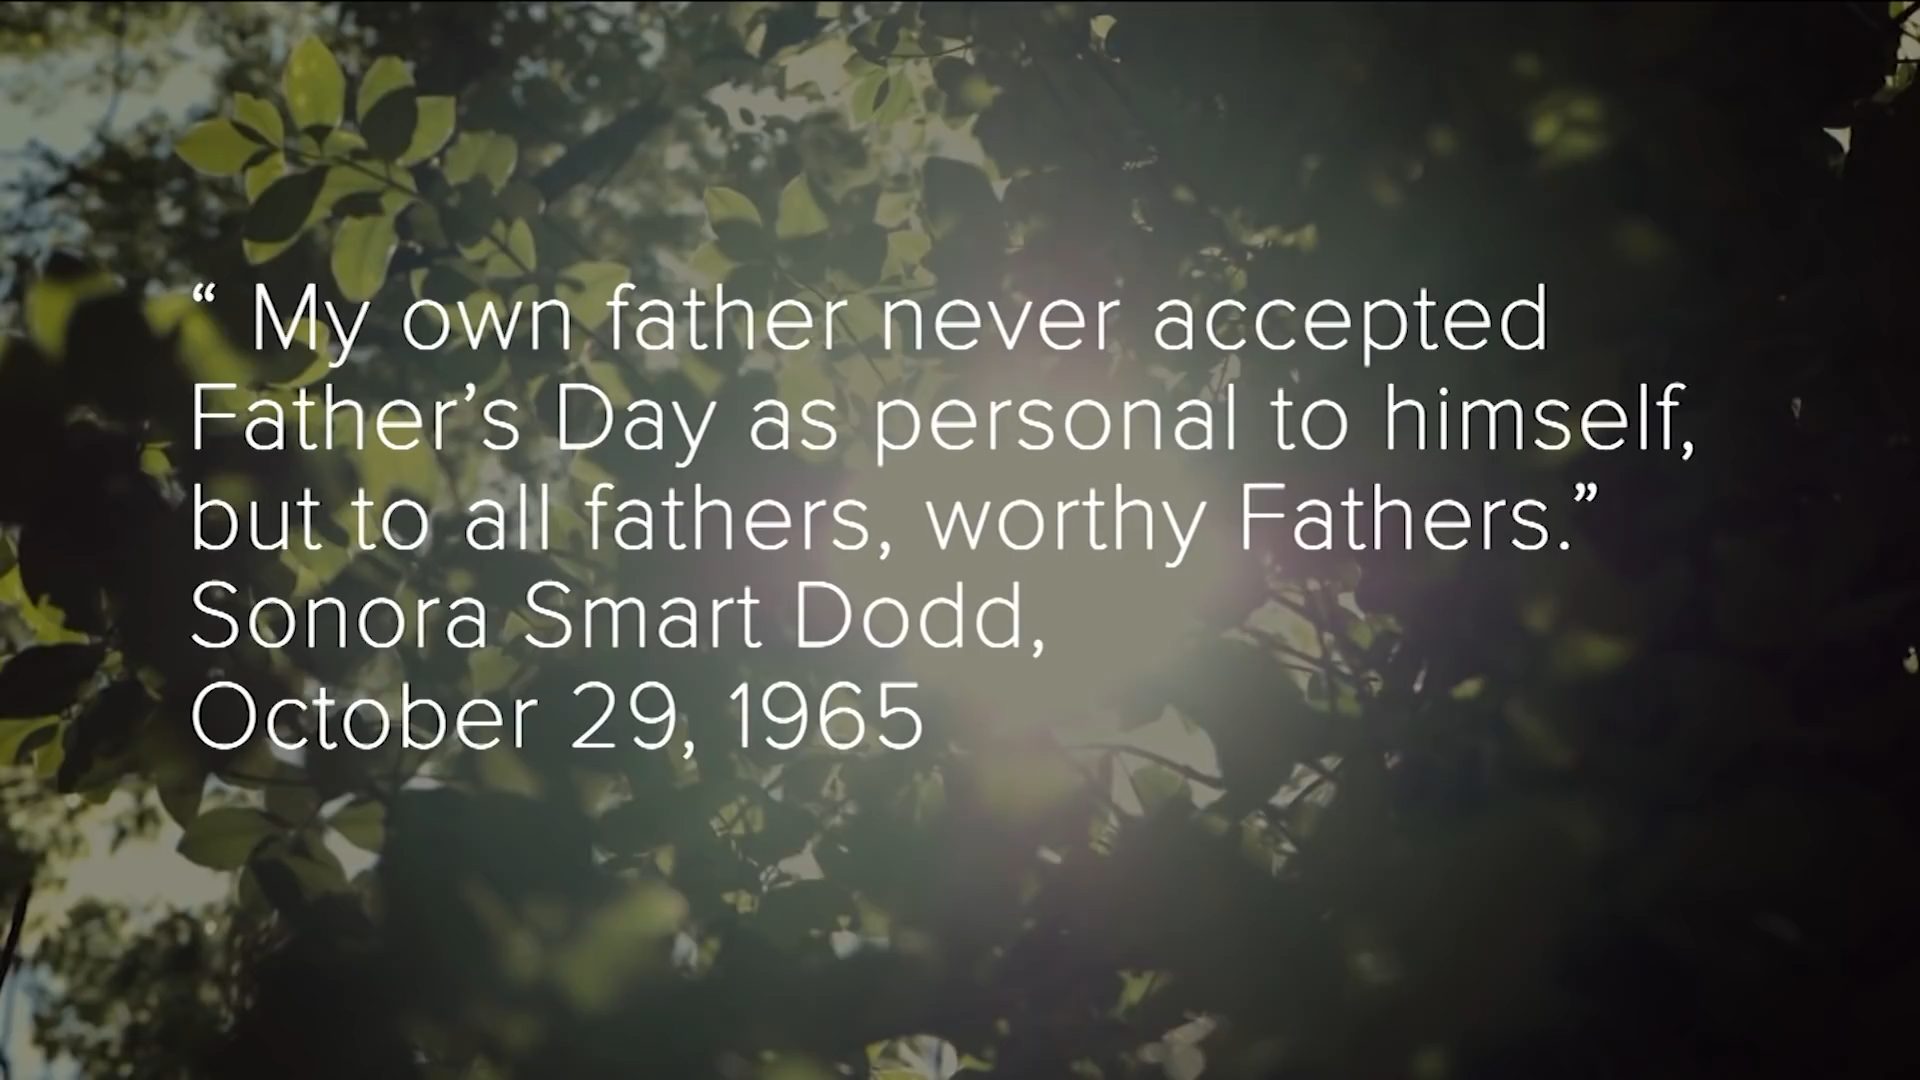 “ My own father never accepted
Father’s Day as personal to himself,
but to all fathers, worthy Fathers.”
Sonora Smart Dodd,
October 29, 1965